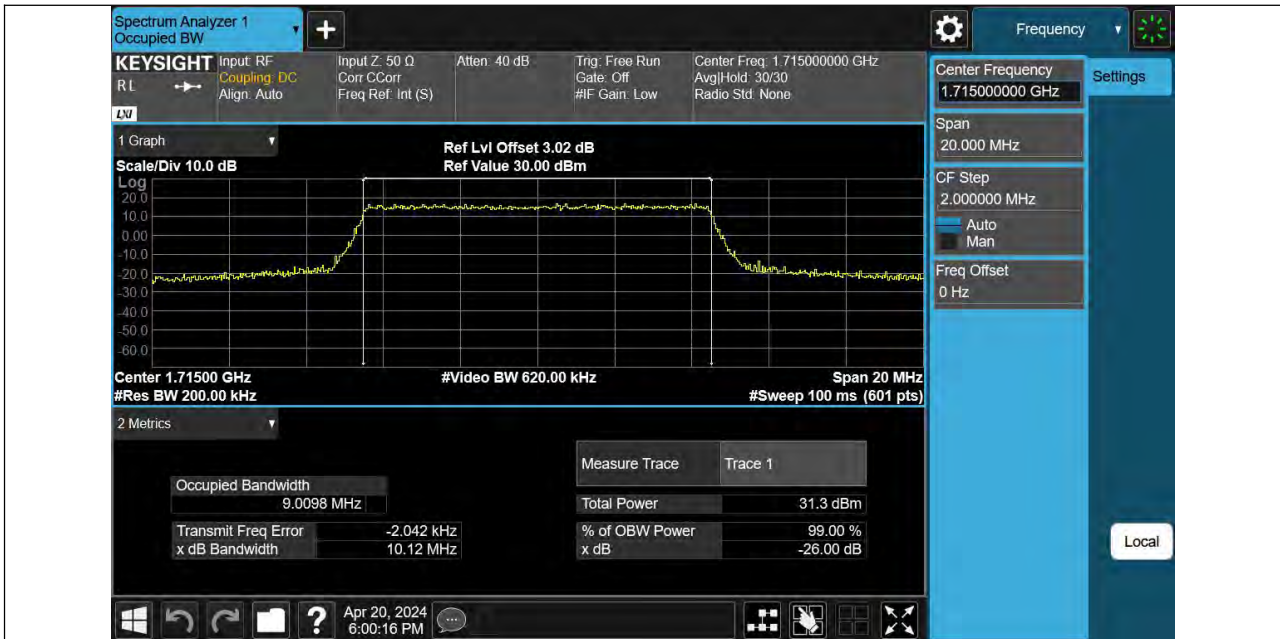 Spectrum Analyzer 1
Occupied BW
+
Frequency
KEYSIGHT
RL
LXI
Input: RF
Coupling: DC
Align: Auto
Input Z: 50 Ω
Corr CCorr
Freq Ref: Int (S)
Atten: 40 dB
Trig: Free Run
Gate: Off
#IF Gain: Low
Center Freq: 1.715000000 GHz
Avg|Hold: 30/30
Radio Std: None
Center Frequency
1.715000000 GHz
Settings
Span
20.000 MHz
CF Step
2.000000 MHz
Auto
Man
Freq Offset
0 Hz
Local
1 Graph
Scale/Div 10.0 dB
Ref Lvl Offset 3.02 dB
Ref Value 30.00 dBm
Log
20.0
10.0
0.00
-10.0
-20.0
-30.0
-40.0
-50.0
-60.0
Center 1.71500 GHz
#Video BW 620.00 kHz
Span 20 MHz
#Res BW 200.00 kHz
#Sweep 100 ms (601 pts)
2 Metrics
Measure Trace Trace 1
Occupied Bandwidth
9.0098 MHz
Total Power 31.3 dBm
Transmit Freq Error -2.042 kHz
% of OBW Power 99.00 %
x dB Bandwidth 10.12 MHz
x dB -26.00 dB
?
Apr 20, 2024
6:00:16 PM